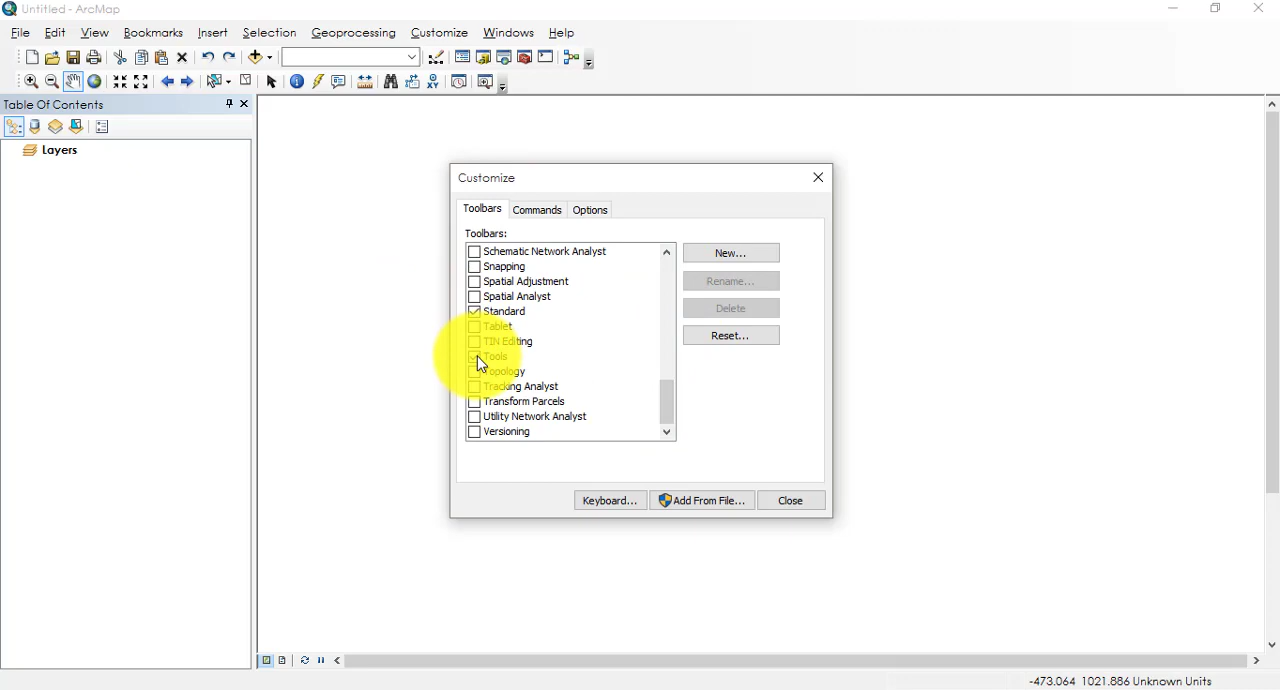 Untitled - ArcMap
File Edit View Bookmarks Insert Selection Geoprocessing Customize Windows Help
XY
Table Of Contents
Layers
Customize
Toolbars Commands Options
Toolbars:
Schematic Network Analyst
Snapping
Spatial Adjustment
Spatial Analyst
Standard
Tablet
TIN Editing
Tools
Topology
Tracking Analyst
Transform Parcels
Utility Network Analyst
Versioning
New...
Rename...
Delete
Reset...
Keyboard... Add From File... Close
-473.064 1021.886 Unknown Units